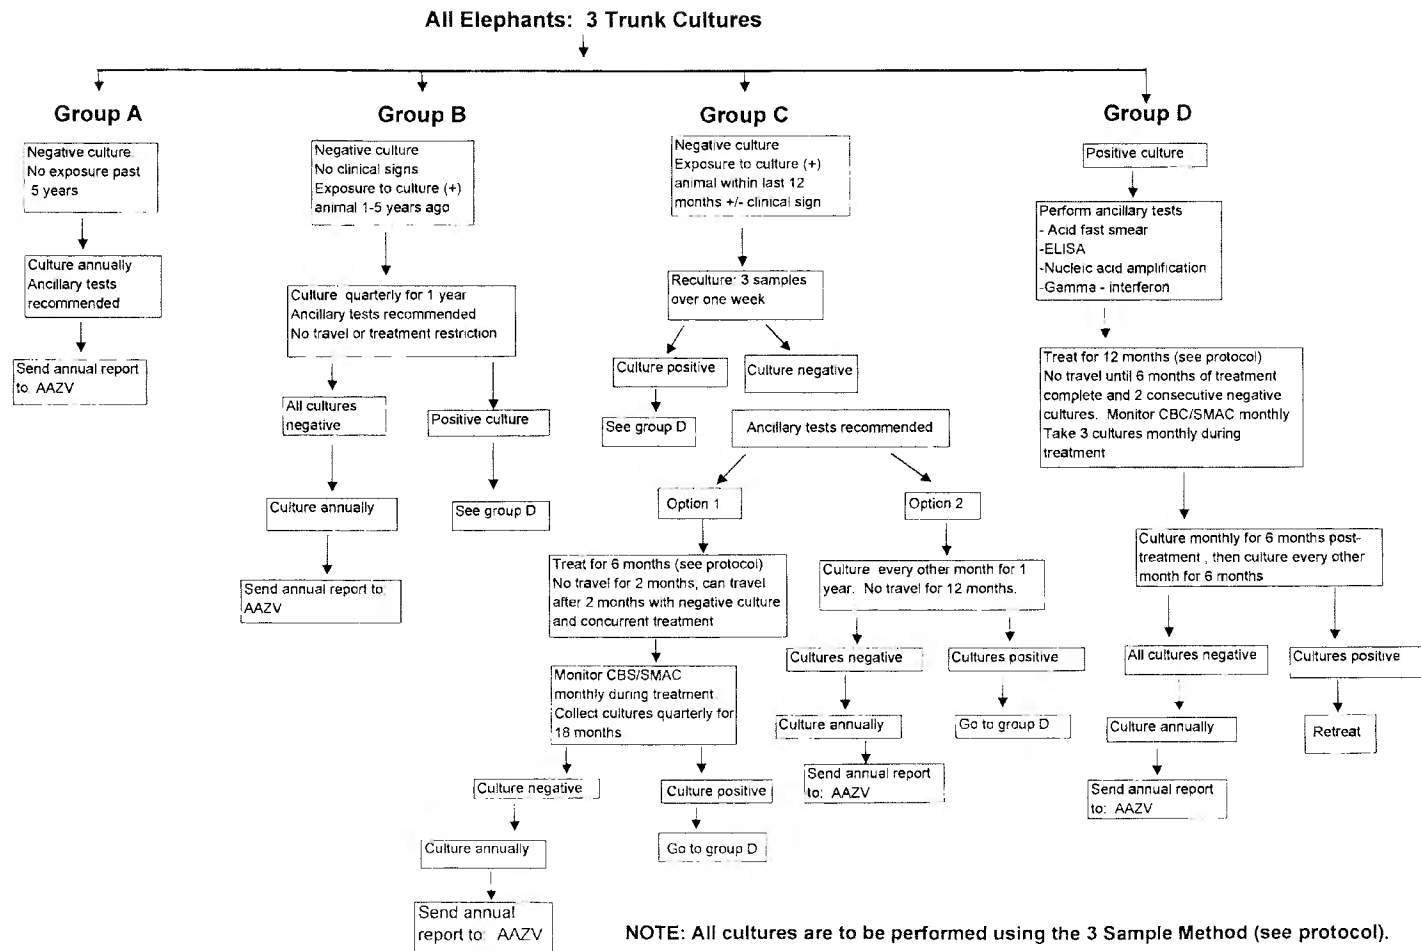 All Elephants: 3 Trunk Cultures
Group A
Negative culture
No exposure past
5 years
Culture annually
Ancillary tests
recommended
Send annual report
to: AAZV
Group B
Negative culture
No clinical signs
Exposure to culture (+)
animal 1-5 years ago
Culture quarterly for 1 year
Ancillary tests recommended
No travel or treatment restriction
All cultures
negative
Culture annually
Send annual report to:
AAZV
Positive culture
See group D
Group C
Negative culture
Exposure to culture (+)
animal within last 12
months +/- clinical sign
Reculture: 3 samples
over one week
Culture positive
See group D
Culture negative
Ancillary tests recommended
Option 1
Treat for 6 months (see protocol)
No travel for 2 months; can travel
after 2 months with negative culture
and concurrent treatment
Monitor CBS/SMAC
monthly during treatment.
Collect cultures quarterly for
18 months
Culture negative
Culture annually
Send annual
report to: AAZV
Culture positive
Go to group D
Option 2
Culture every other month for 1
year. No travel for 12 months.
Cultures negative
Culture annually
Send annual report
to: AAZV
Cultures positive
Go to group D
Group D
Positive culture
Perform ancillary tests
- Acid fast smear
-ELISA
-Nucleic acid amplification
-Gamma - interferon
Treat for 12 months (see protocol)
No travel until 6 months of treatment
complete and 2 consecutive negative
cultures. Monitor CBC/SMAC monthly
Take 3 cultures monthly during
treatment
Culture monthly for 6 months post-
treatment , then culture every other
month for 6 months
All cultures negative
Culture annually
Send annual report
to: AAZV
Cultures positive
Retreat
NOTE: All cultures are to be performed using the 3 Sample Method (see protocol).